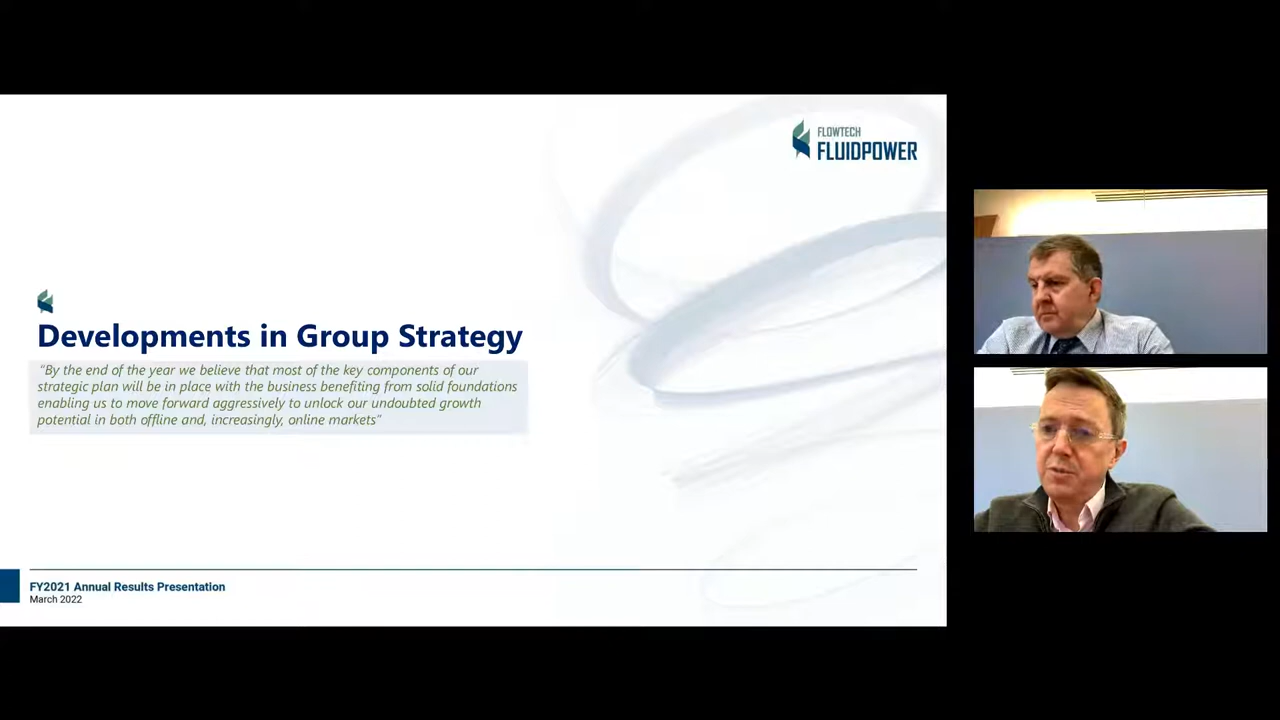 FLOWTECH
FLUIDPOWER
Developments in Group Strategy
“By the end of the year we believe that most of the key components of our
strategic plan will be in place with the business benefiting from solid foundations
enabling us to move forward aggressively to unlock our undoubted growth
potential in both offline and, increasingly, online markets”
FY2021 Annual Results Presentation
March 2022